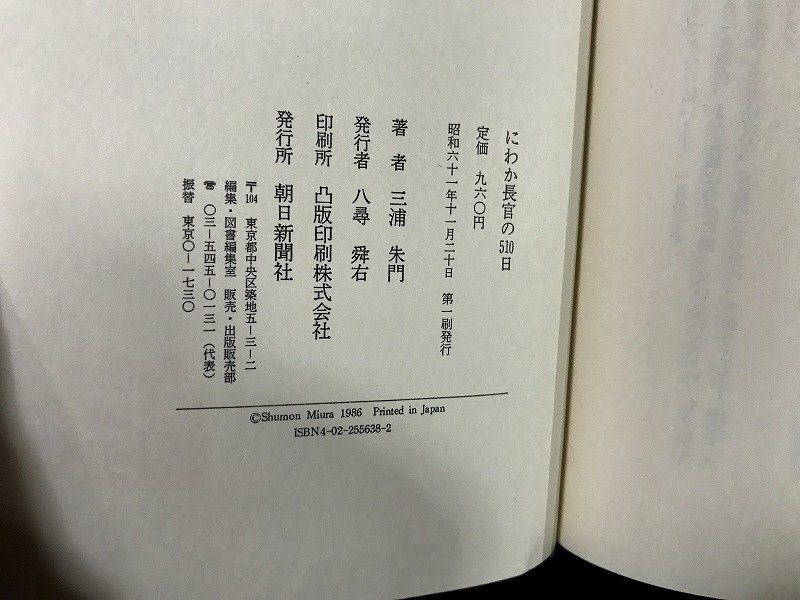 にわか長官の510日
定価 九六〇円
昭和六十一年十一月二十日 第一刷発行
著者 三浦朱門
発行者 八尋舜右
印刷所 凸版印刷株式会社
発行所 朝日新聞社
〒104 東京都中央区築地五-三-二
編集・図書編集室 販売・出版販売部
☎ 〇三-五四五-〇一三一(代表)
振替 東京〇-一七三〇
©Shumon Miura 1986 Printed in Japan
ISBN4-02-255638-2